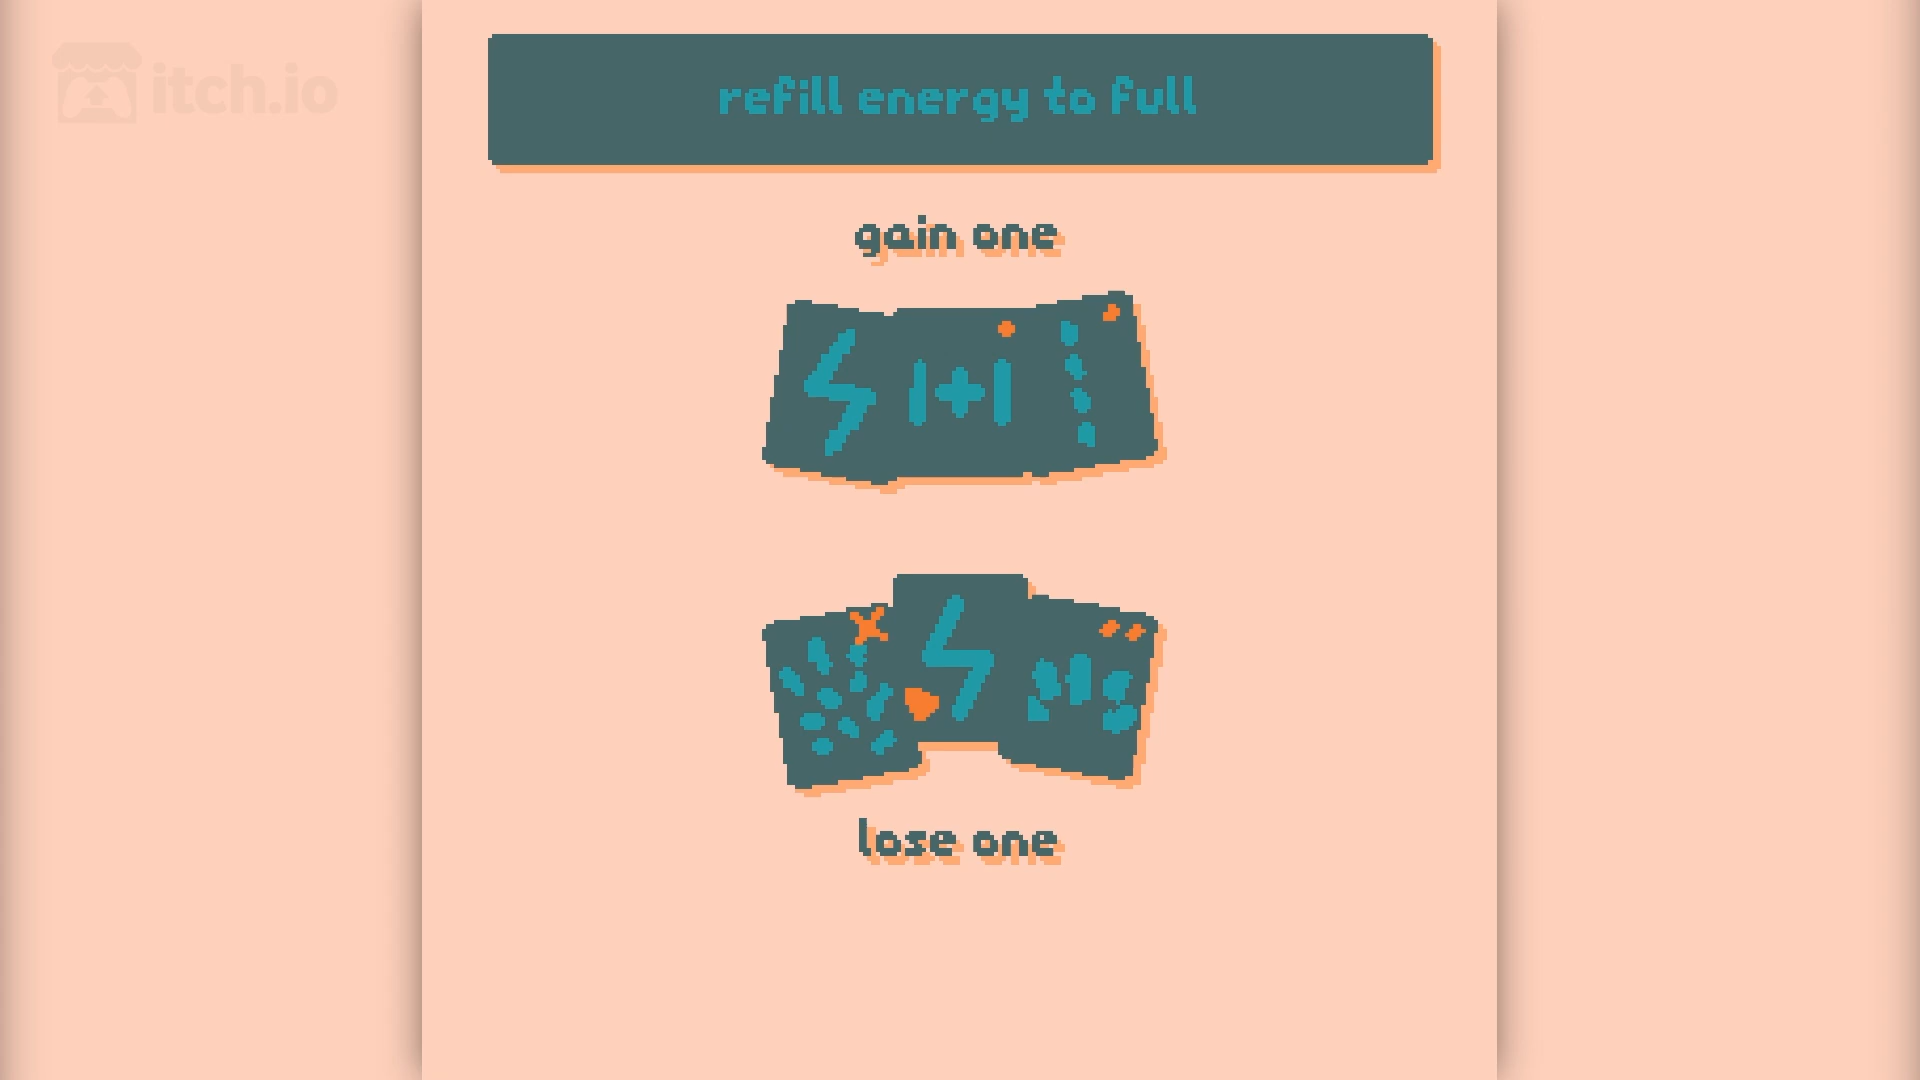 itch.io
refill energy to full
gain one
1+1
lose one